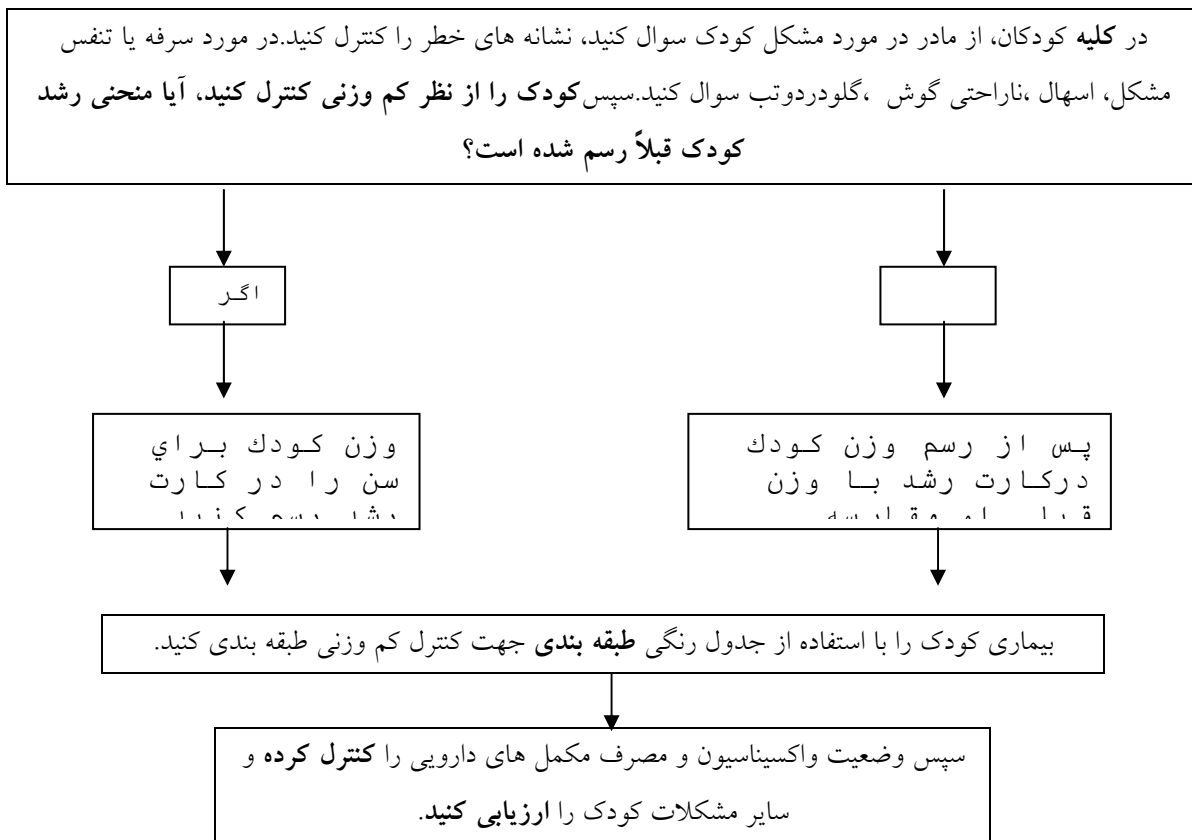 در کلیه کودکان، از مادر در مورد مشکل کودک سوال کنید، نشانه های خطر را کنترل کنید.در مورد سرفه یا تنفس
مشکل، اسهال ،ناراحتی گوش ،گلودردوتب سوال کنید.سپس کودک را از نظر کم وزنی کنترل کنید، آیا منحنی رشد
کودک قبلاً رسم شده است؟
اگر
پس از رسم وزن كودك
دركارت رشد با وزن
وزن كودك براي
سن را در كارت
بیماری کودک را با استفاده از جدول رنگی طبقه بندی جهت کنترل کم وزنی طبقه بندی کنید.
سپس وضعیت واکسیناسیون و مصرف مکمل های دارویی را کنترل کرده و
سایر مشکلات کودک را ارزیابی کنید.